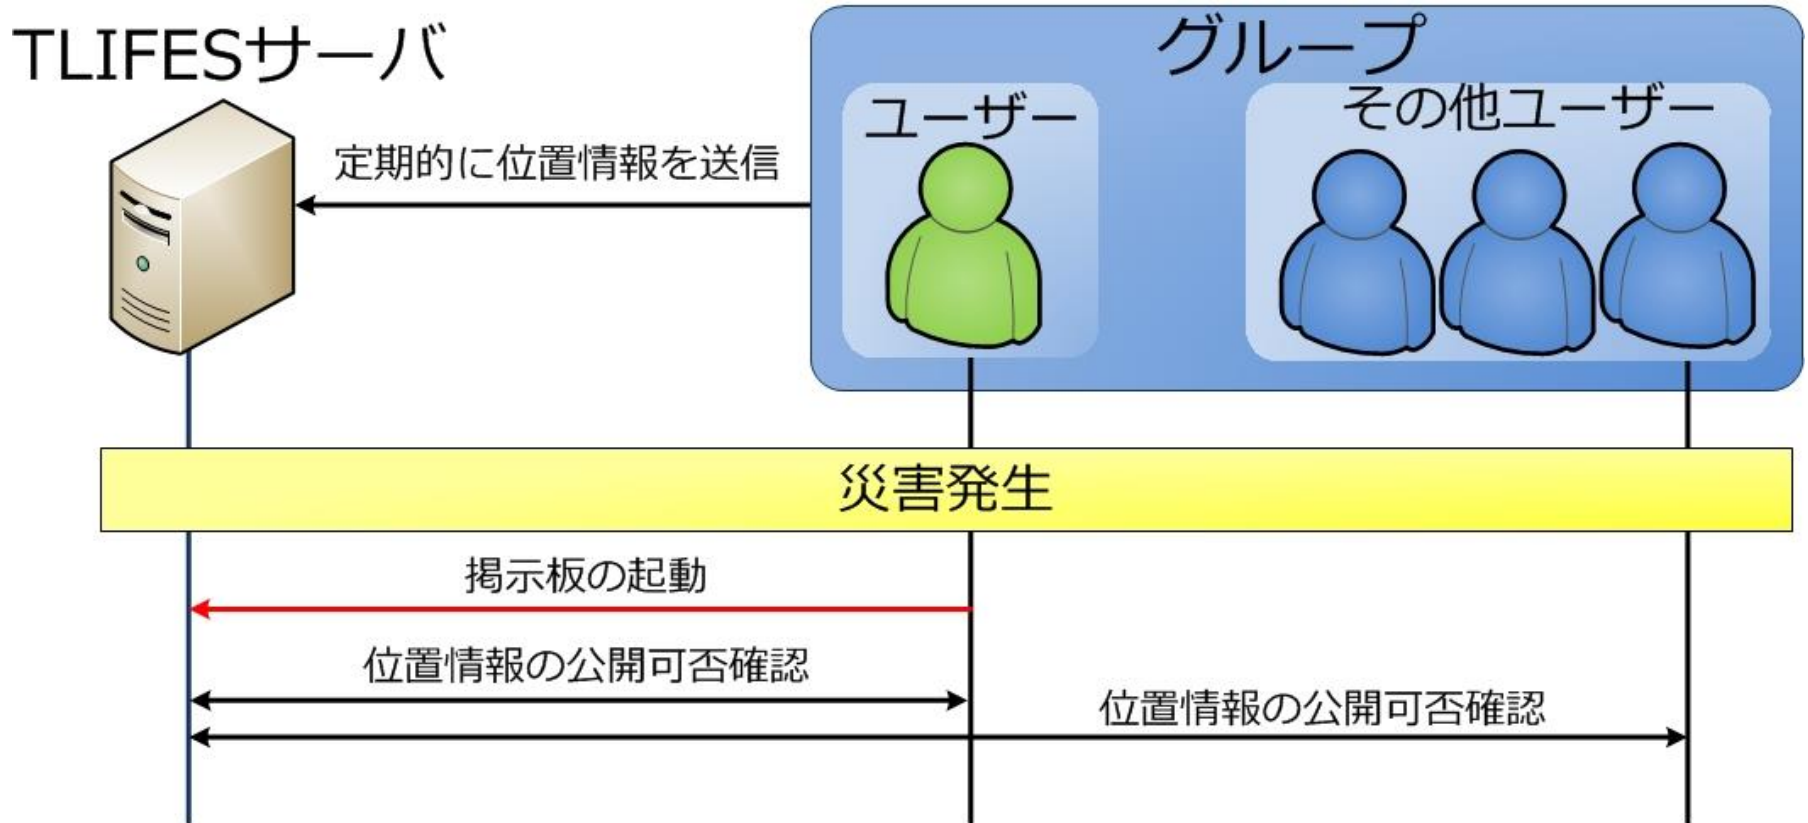 TLIFESサーバ
グループ
ユーザー
その他ユーザー
定期的に位置情報を送信
災害発生
掲示板の起動
位置情報の公開可否確認
位置情報の公開可否確認